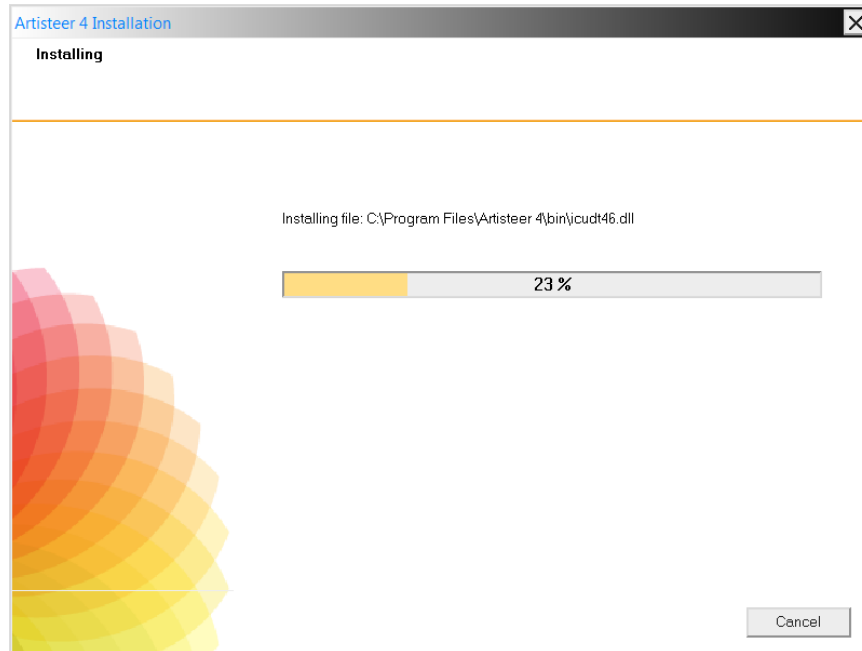 Artisteer 4 Installation
Installing
Installing file: C:\Program Files\Artisteer 4\bin\icudt46.dll
23 %
Cancel